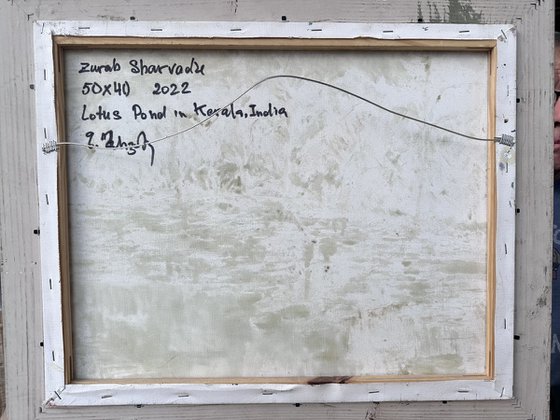 Zurab Sharvadze
50x40 2022
Lotus Pond in Kerala, India